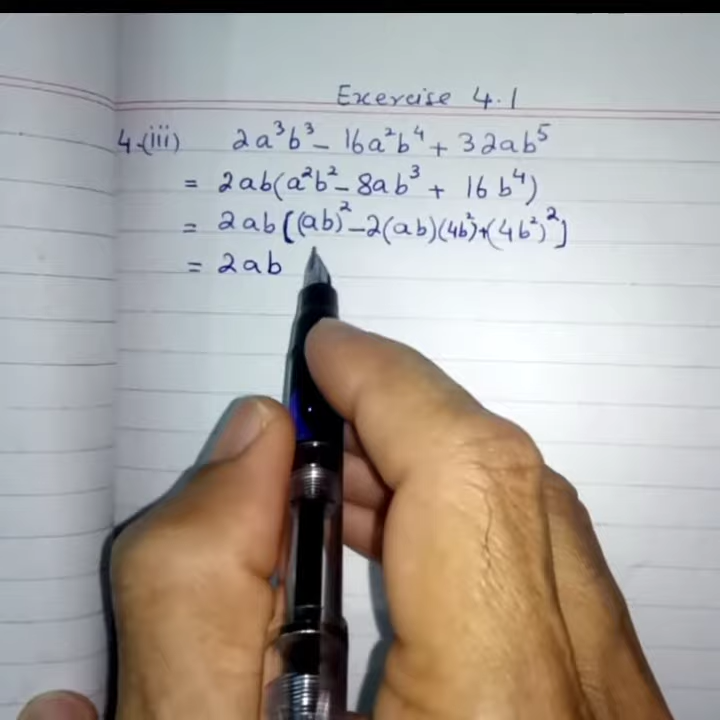 Exercise 4.1
4.(iii) 2a³b³ - 16a²b⁴ + 32ab⁵
= 2ab(a²b² - 8ab³ + 16b⁴)
= 2ab[(ab)² - 2(ab)(4b²)+(4b²)²]
= 2ab